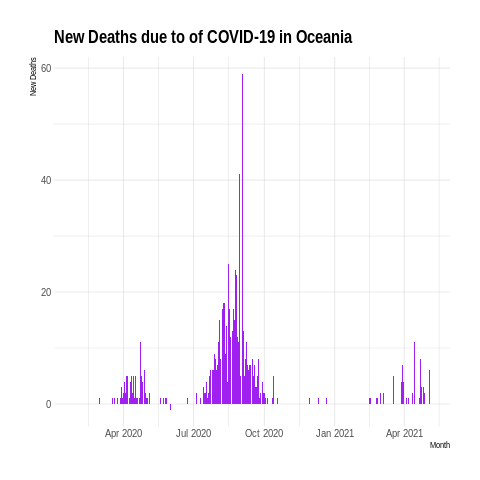 New Deaths due to of COVID-19 in Oceania
New Deaths
60
40
20
0
Apr 2020 Jul 2020 Oct 2020 Jan 2021 Apr 2021
Month